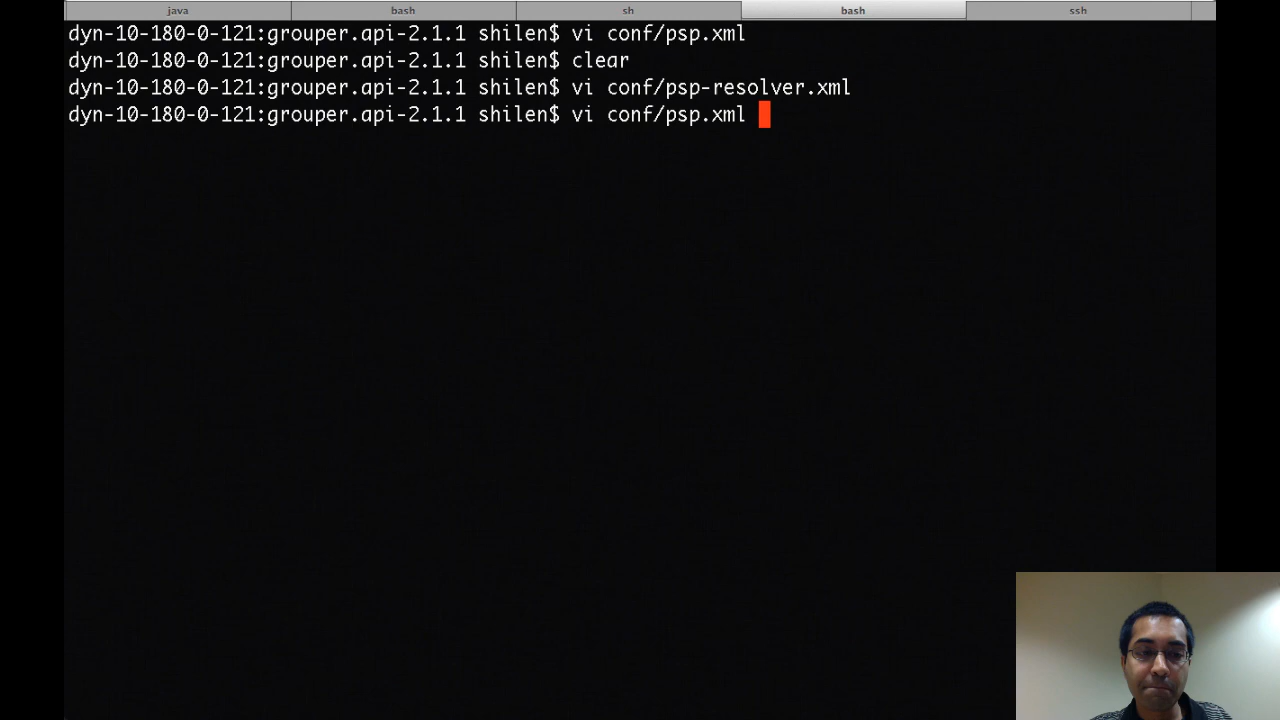 java bash sh bash ssh
dyn-10-180-0-121:grouper.api-2.1.1 shilen$ vi conf/psp.xml
dyn-10-180-0-121:grouper.api-2.1.1 shilen$ clear
dyn-10-180-0-121:grouper.api-2.1.1 shilen$ vi conf/psp-resolver.xml
dyn-10-180-0-121:grouper.api-2.1.1 shilen$ vi conf/psp.xml